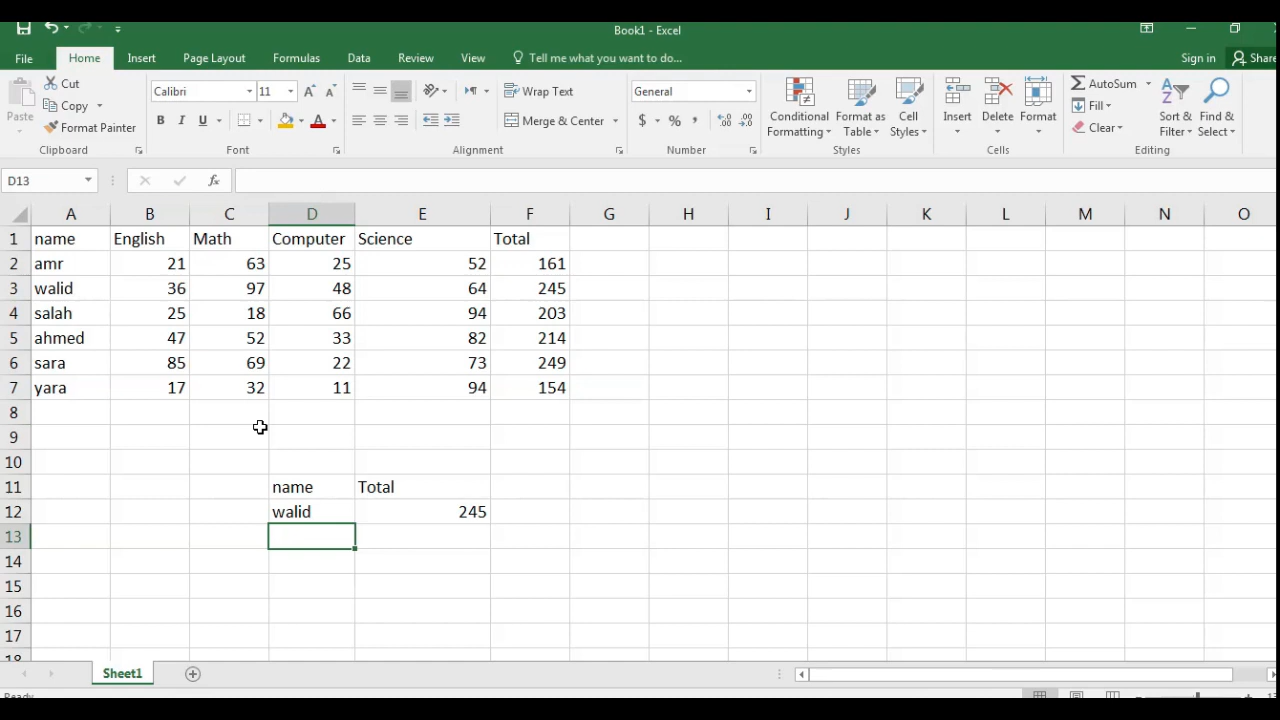 Book1 - Excel
File Home Insert Page Layout Formulas Data Review View Tell me what you want to do... Sign in Share
Paste Cut Copy Format Painter Clipboard
Calibri 11 A A B I U A Font
Wrap Text Merge & Center Alignment
General $ % , Number
Conditional Formatting Format as Table Cell Styles Styles
Insert Delete Format Cells
AutoSum Fill Clear Sort & Filter Find & Select Editing
D13 fx
A B C D E F G H I J K L M N O
1 name English Math Computer Science Total
2 amr 21 63 25 52 161
3 walid 36 97 48 64 245
4 salah 25 18 66 94 203
5 ahmed 47 52 33 82 214
6 sara 85 69 22 73 249
7 yara 17 32 11 94 154
8
9
10
11 name Total
12 walid 245
13
14
15
16
17
18
Sheet1
Ready